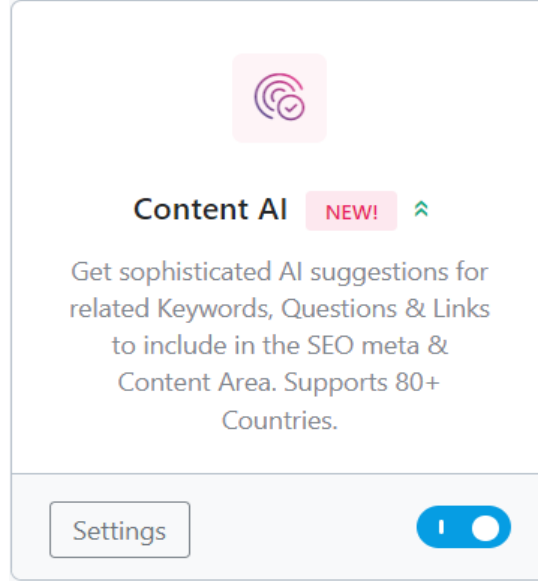 Content AI NEW!
Get sophisticated AI suggestions for
related Keywords, Questions & Links
to include in the SEO meta &
Content Area. Supports 80+
Countries.
Settings